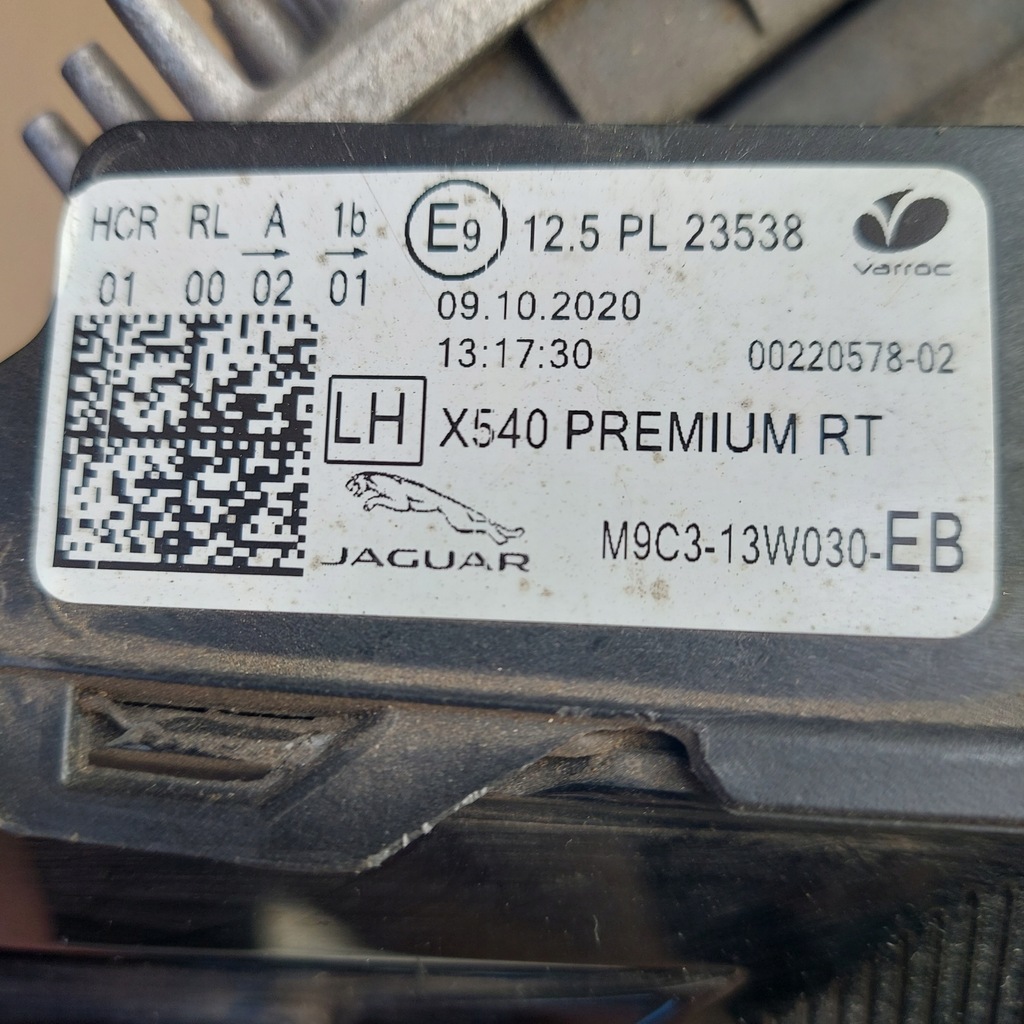 HCR RL A 1b E9 12.5 PL 23538 varroc
01 00 02 01 09.10.2020
13:17:30 00220578-02
LH X540 PREMIUM RT
JAGUAR M9C3-13W030-EB